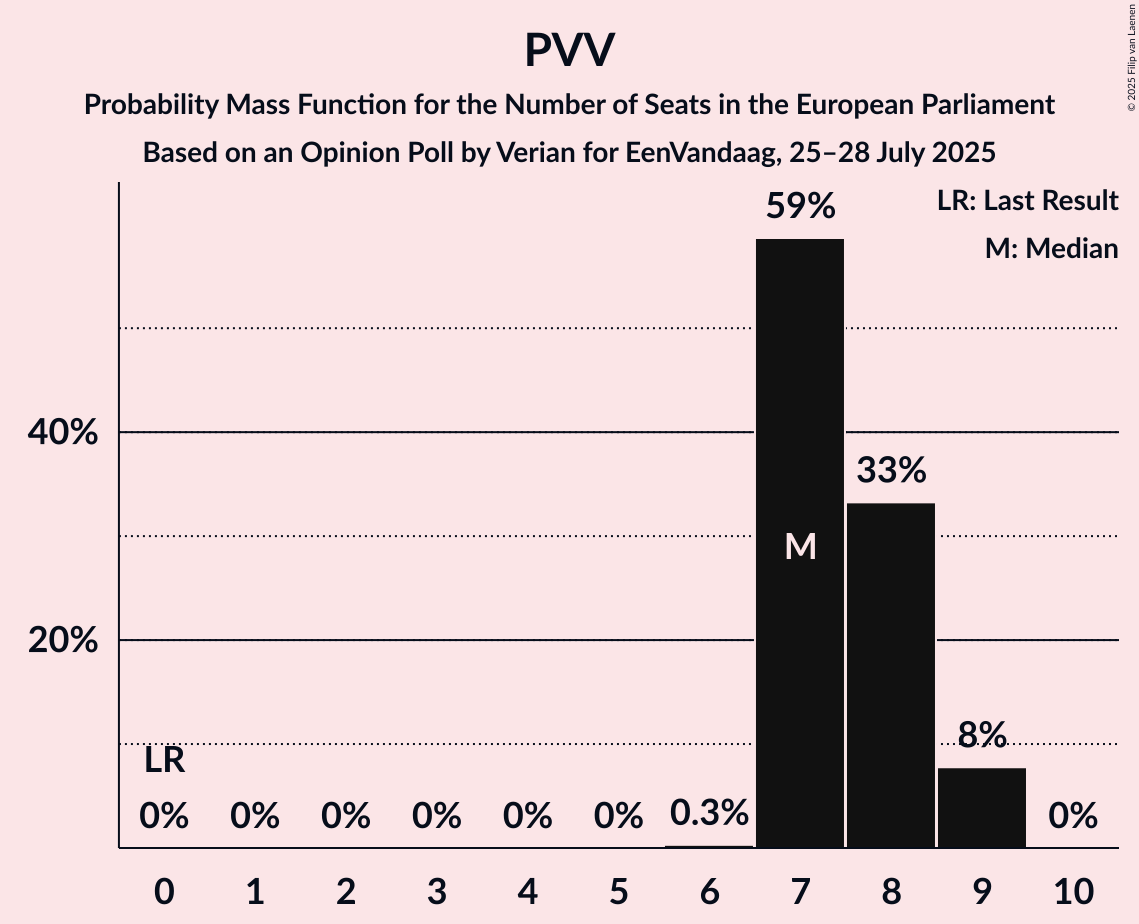 PVV
Probability Mass Function for the Number of Seats in the European Parliament
Based on an Opinion Poll by Verian for EenVandaag, 25–28 July 2025
© 2025 Filip van Laenen
LR: Last Result
M: Median
59%
40%
33%
M
20%
8%
LR
0% 0% 0% 0% 0% 0% 0.3% 0%
0 1 2 3 4 5 6 7 8 9 10